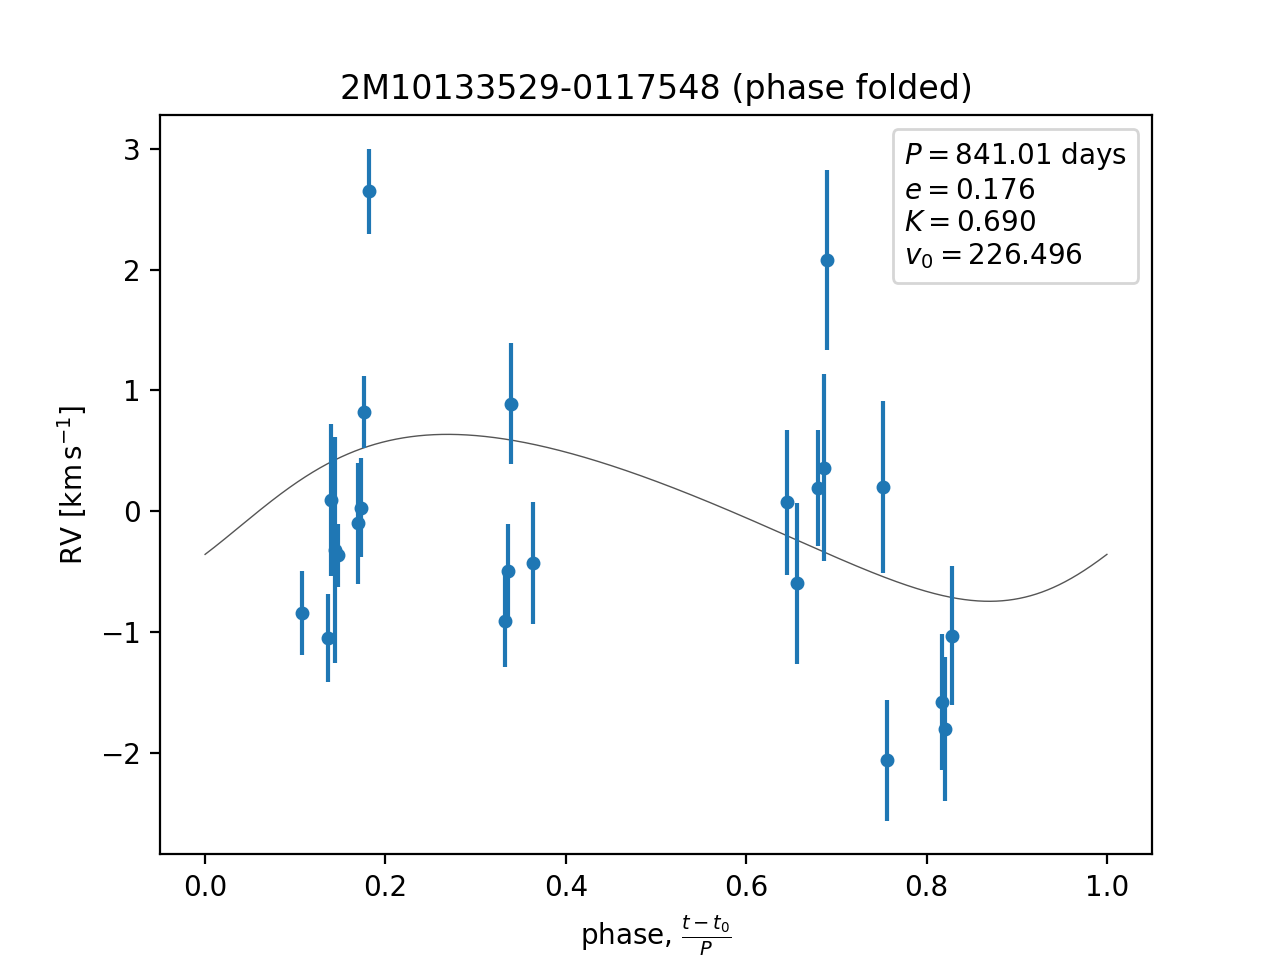 2M10133529-0117548 (phase folded)
P = 841.01 days
e = 0.176
K = 0.690
v₀ = 226.496
3
2
1
0
−1
−2
RV [km s⁻¹]
0.0 0.2 0.4 0.6 0.8 1.0
phase, (t − t₀)/P